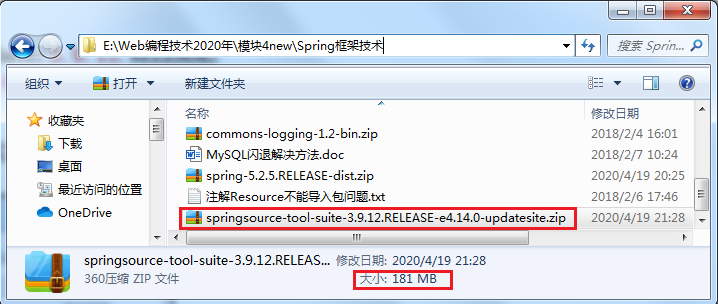 E:\Web编程技术2020年\模块4new\Spring框架技术
搜索 Sprin...
组织 打开 新建文件夹
收藏夹
下载
桌面
最近访问的位置
OneDrive
名称 修改日期
commons-logging-1.2-bin.zip 2018/2/4 16:01
MySQL闪退解决方法.doc 2018/2/7 10:24
spring-5.2.5.RELEASE-dist.zip 2020/4/19 20:25
注解Resource不能导入包问题.txt 2018/2/6 17:46
springsource-tool-suite-3.9.12.RELEASE-e4.14.0-updatesite.zip 2020/4/19 21:28
springsource-tool-suite-3.9.12.RELEAS... 修改日期: 2020/4/19 21:28
360压缩 ZIP 文件 大小: 181 MB